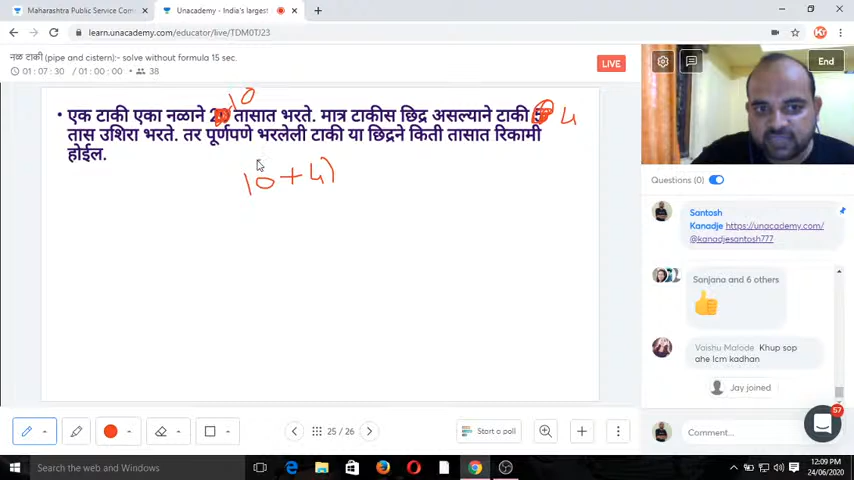 Maharashtra Public Service Com
Unacademy - India's largest
learn.unacademy.com/educator/live/TDM0TJ23
नळ टाकी (pipe and cistern):- solve without formula 15 sec.
01:07:30 / 01:00:00 • 38
LIVE
End
10
• एक टाकी एका नळाने तासात भरते. मात्र टाकीस छिद्र असल्याने टाकी 4
तास उशिरा भरते. तर पूर्णपणे भरलेली टाकी या छिद्रने किती तासात रिकामी
होईल.
10+4)
Questions (0)
Santosh
Kanadje https://unacademy.com/
@kanadjesantosh777
Sanjana and 6 others
Vaishu Malode Khup sop
ahe lcm kadhan
Jay joined
57
25 / 26
Start a poll
Comment...
Search the web and Windows
12:09 PM
24/06/2020